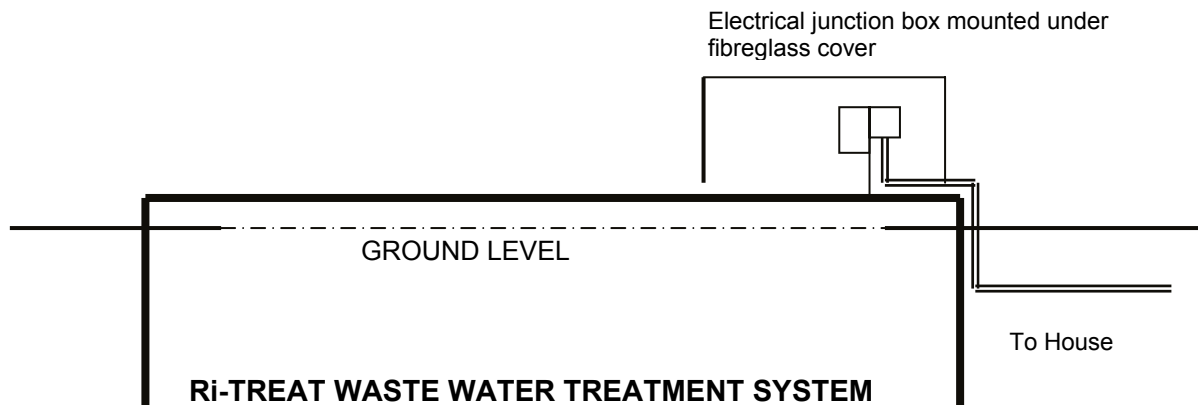 Electrical junction box mounted under
fibreglass cover
GROUND LEVEL
To House
Ri-TREAT WASTE WATER TREATMENT SYSTEM